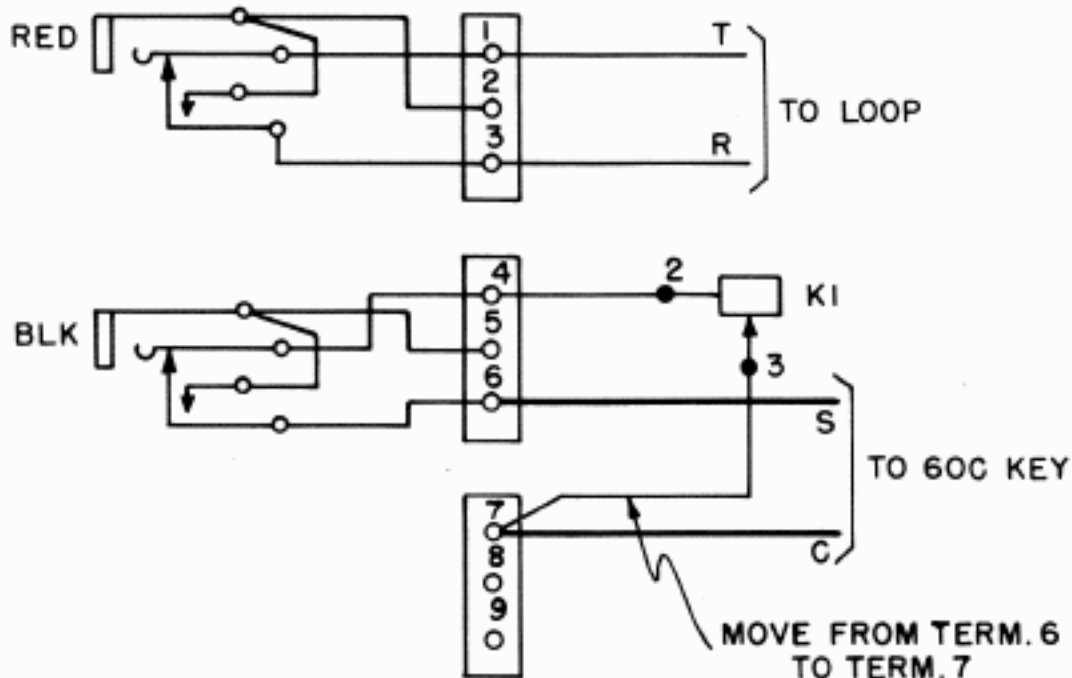 RED
1
T
2
TO LOOP
3
R
4
2
K1
BLK
5
3
6
S
TO 60C KEY
7
C
8
9
MOVE FROM TERM. 6
TO TERM. 7